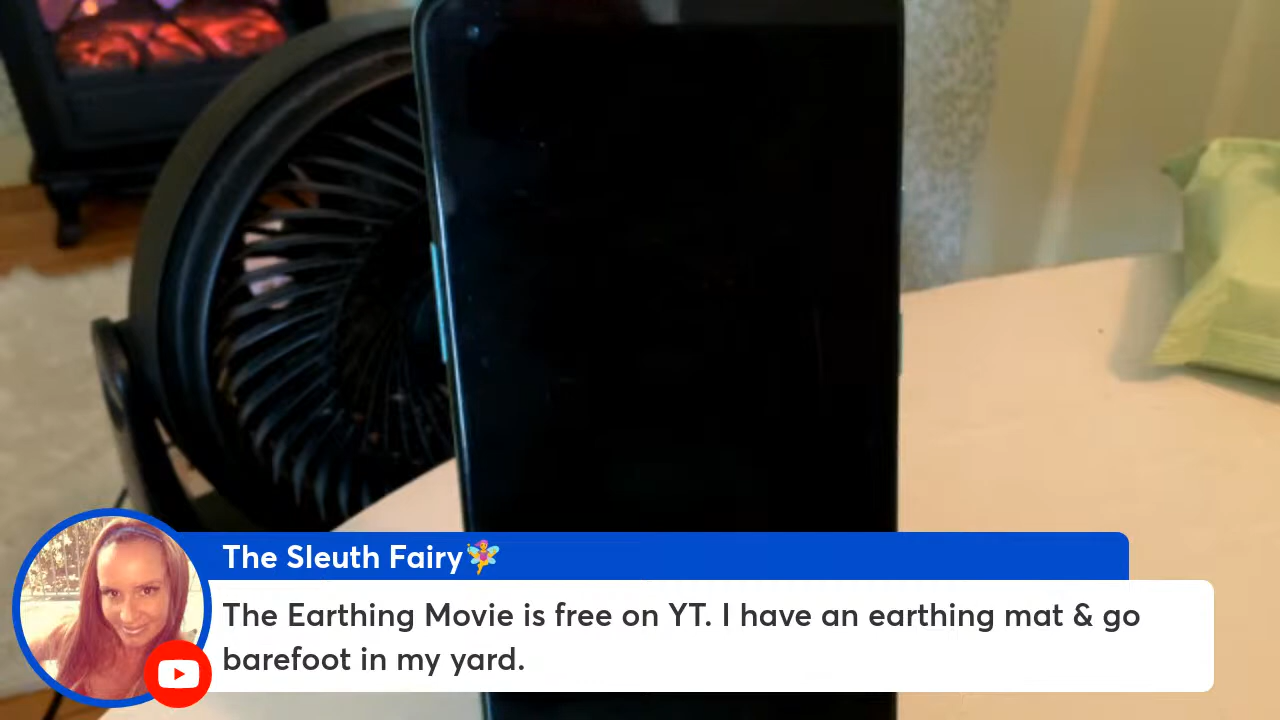 The Sleuth Fairy🧚
The Earthing Movie is free on YT. I have an earthing mat & go
barefoot in my yard.